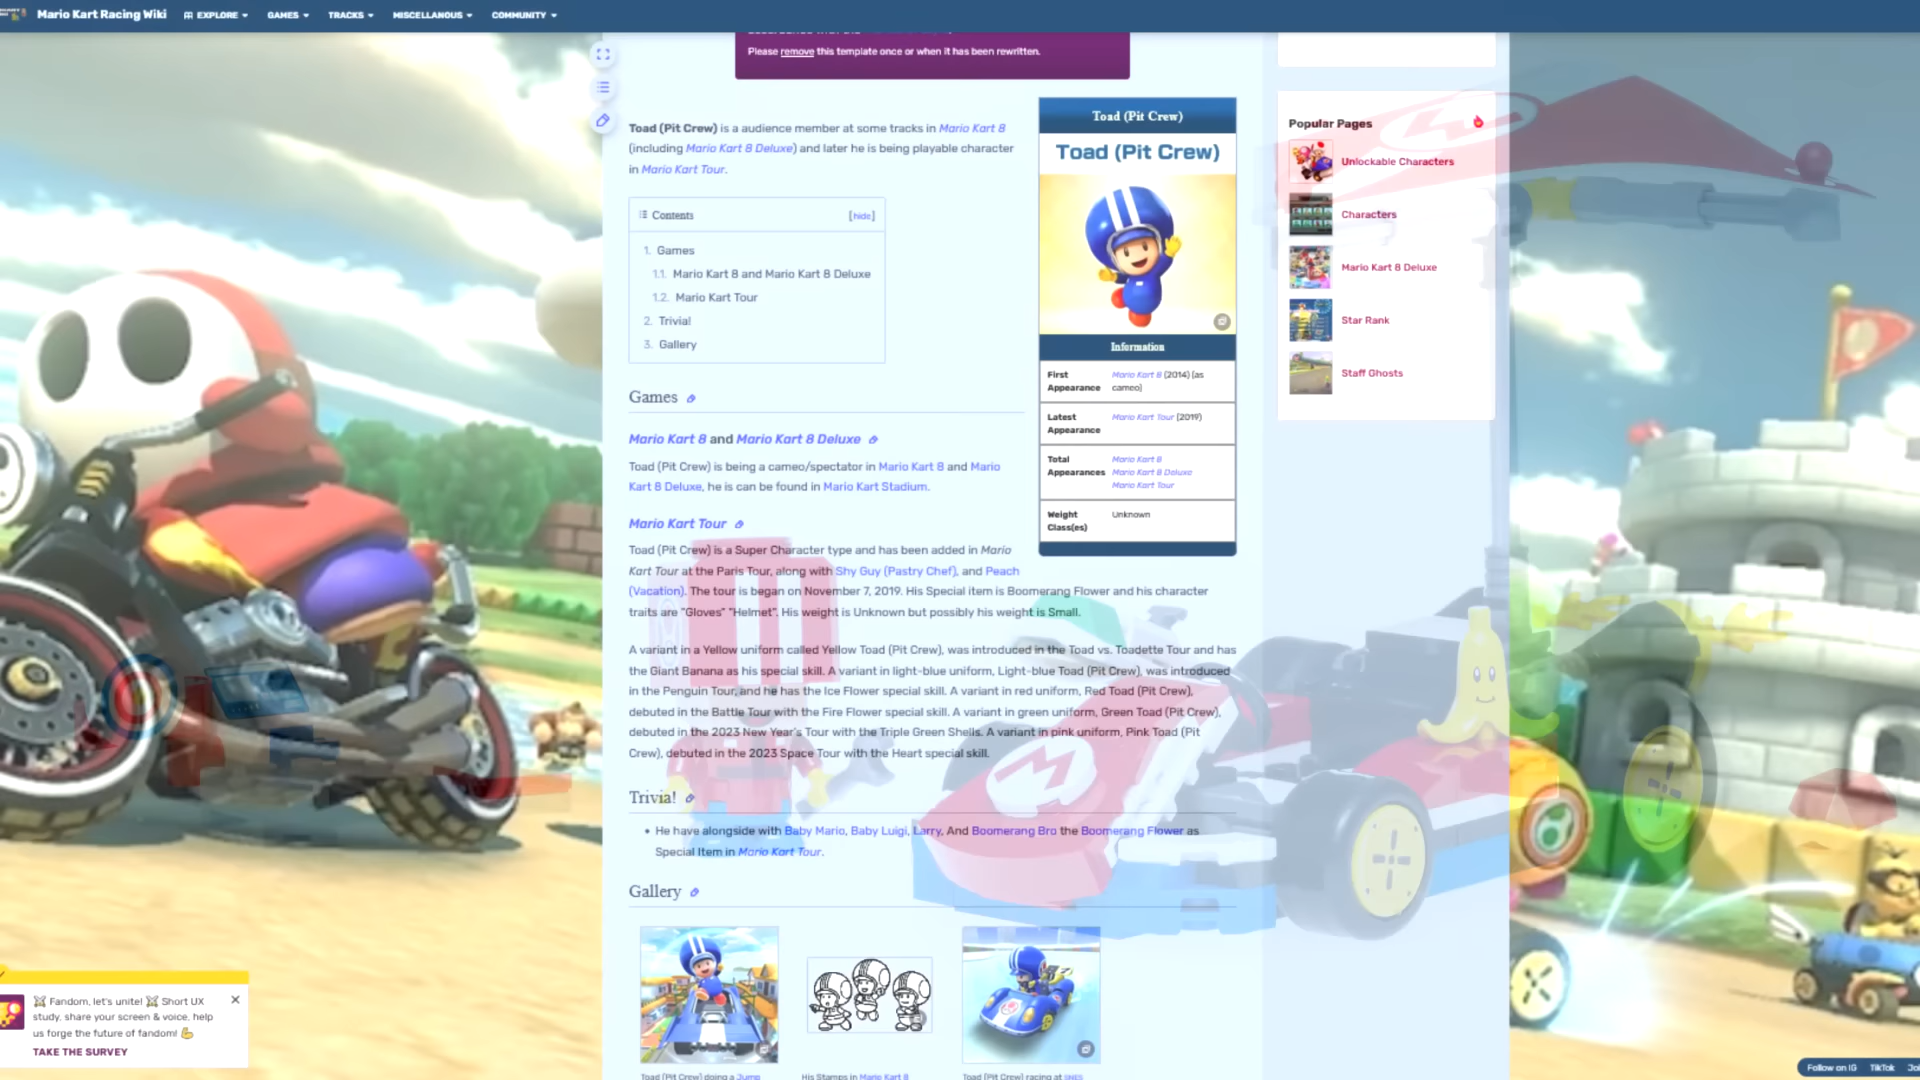 Mario Kart Racing Wiki
EXPLORE
GAMES
TRACKS
MISCELLANOUS
COMMUNITY
Please remove this template once or when it has been rewritten.
Toad (Pit Crew) is a audience member at some tracks in Mario Kart 8
(including Mario Kart 8 Deluxe) and later he is being playable character
in Mario Kart Tour.
Contents [hide]
1. Games
1.1. Mario Kart 8 and Mario Kart 8 Deluxe
1.2. Mario Kart Tour
2. Trivia!
3. Gallery
Games
Mario Kart 8 and Mario Kart 8 Deluxe
Toad (Pit Crew) is being a cameo/spectator in Mario Kart 8 and Mario
Kart 8 Deluxe, he is can be found in Mario Kart Stadium.
Mario Kart Tour
Toad (Pit Crew) is a Super Character type and has been added in Mario
Kart Tour at the Paris Tour, along with Shy Guy (Pastry Chef), and Peach
(Vacation). The tour is began on November 7, 2019. His Special item is Boomerang Flower and his character
traits are "Gloves" "Helmet". His weight is Unknown but possibly his weight is Small.
A variant in a Yellow uniform called Yellow Toad (Pit Crew), was introduced in the Toad vs. Toadette Tour and has
the Giant Banana as his special skill. A variant in light-blue uniform, Light-blue Toad (Pit Crew), was introduced
in the Penguin Tour, and he has the Ice Flower special skill. A variant in red uniform, Red Toad (Pit Crew),
debuted in the Battle Tour with the Fire Flower special skill. A variant in green uniform, Green Toad (Pit Crew),
debuted in the 2023 New Year's Tour with the Triple Green Shells. A variant in pink uniform, Pink Toad (Pit
Crew), debuted in the 2023 Space Tour with the Heart special skill.
Trivia!
• He have alongside with Baby Mario, Baby Luigi, Larry, And Boomerang Bro the Boomerang Flower as
Special Item in Mario Kart Tour.
Gallery
Toad (Pit Crew) doing a Jump
His Stamps in Mario Kart 8
Toad (Pit Crew) racing at SNES
Toad (Pit Crew)
Toad (Pit Crew)
Information
First Appearance
Mario Kart 8 (2014) [as cameo]
Latest Appearance
Mario Kart Tour (2019)
Total Appearances
Mario Kart 8
Mario Kart 8 Deluxe
Mario Kart Tour
Weight Class(es)
Unknown
Popular Pages
Unlockable Characters
Characters
Mario Kart 8 Deluxe
Star Rank
Staff Ghosts
Fandom, let's unite! Short UX
study, share your screen & voice, help
us forge the future of fandom!
TAKE THE SURVEY
Follow on IG
TikTok